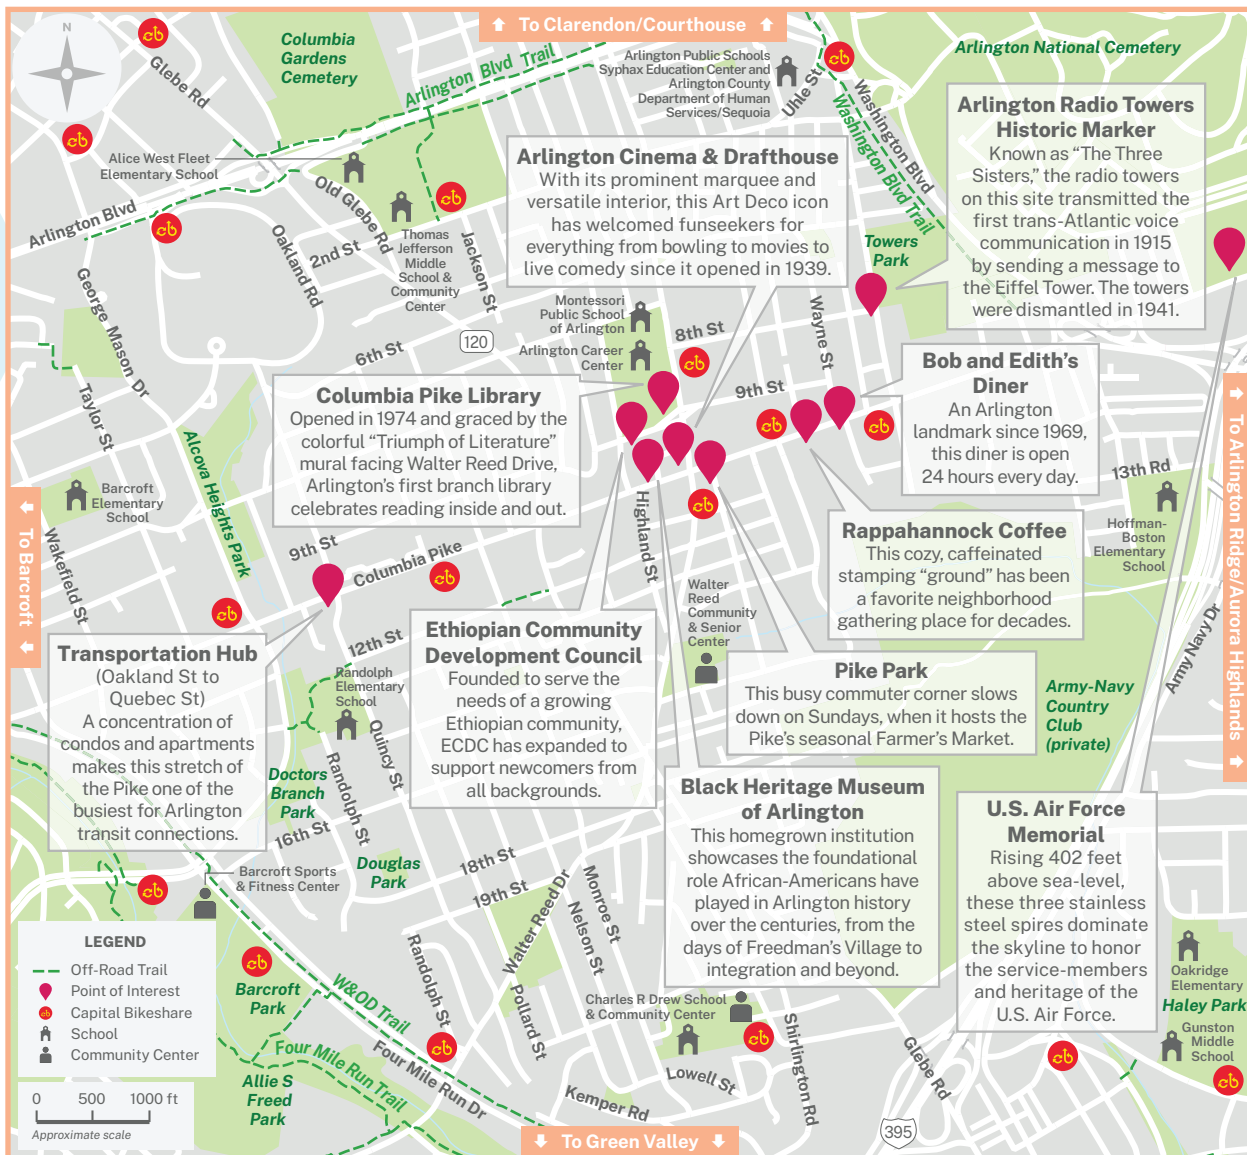 To Clarendon/Courthouse
N
Glebe Rd
Columbia
Gardens
Cemetery
Arlington Blvd Trail
Arlington Public Schools
Syphax Education Center and
Arlington County
Department of Human
Services/Sequoia
Uhle St
Washington Blvd
Washington Blvd Trail
Arlington National Cemetery
Arlington Radio Towers
Historic Marker
Known as “The Three
Sisters,” the radio towers
on this site transmitted the
first trans-Atlantic voice
communication in 1915
by sending a message to
the Eiffel Tower. The towers
were dismantled in 1941.
Arlington Cinema & Drafthouse
With its prominent marquee and
versatile interior, this Art Deco icon
has welcomed funseekers for
everything from bowling to movies to
live comedy since it opened in 1939.
Alice West Fleet
Elementary School
Arlington Blvd
Old Glebe Rd
2nd St
Oakland Rd
Thomas
Jefferson
Middle
School &
Community
Center
Jackson St
Towers
Park
George Mason Dr
Montessori
Public School
of Arlington
Arlington Career
Center
8th St
Wayne St
120
6th St
9th St
Bob and Edith’s
Diner
An Arlington
landmark since 1969,
this diner is open
24 hours every day.
Columbia Pike Library
Opened in 1974 and graced by the
colorful “Triumph of Literature”
mural facing Walter Reed Drive,
Arlington’s first branch library
celebrates reading inside and out.
Taylor St
Alcova Heights Park
To Arlington Ridge/Aurora Highlands
13th Rd
Barcroft
Elementary
School
Hoffman-
Boston
Elementary
School
To Barcroft
Wakefield St
9th St
Columbia Pike
Highland St
Rappahannock Coffee
This cozy, caffeinated
stamping “ground” has been
a favorite neighborhood
gathering place for decades.
Walter
Reed
Community
& Senior
Center
Army Navy Dr
Transportation Hub
(Oakland St to
Quebec St)
A concentration of
condos and apartments
makes this stretch of
the Pike one of the
busiest for Arlington
transit connections.
12th St
Randolph
Elementary
School
Quincy St
Ethiopian Community
Development Council
Founded to serve the
needs of a growing
Ethiopian community,
ECDC has expanded to
support newcomers from
all backgrounds.
Pike Park
This busy commuter corner slows
down on Sundays, when it hosts the
Pike’s seasonal Farmer’s Market.
Army-Navy
Country
Club
(private)
Doctors
Branch
Park
Randolph St
16th St
Douglas
Park
Black Heritage Museum
of Arlington
This homegrown institution
showcases the foundational
role African-Americans have
played in Arlington history
over the centuries, from the
days of Freedman’s Village to
integration and beyond.
U.S. Air Force
Memorial
Rising 402 feet
above sea-level,
these three stainless
steel spires dominate
the skyline to honor
the service-members
and heritage of the
U.S. Air Force.
Barcroft Sports
& Fitness Center
18th St
19th St
Walter Reed Dr
Monroe St
Nelson St
Randolph St
Pollard St
LEGEND
Off-Road Trail
Point of Interest
Capital Bikeshare
School
Community Center
0 500 1000 ft
Approximate scale
Barcroft
Park
W&OD Trail
Four Mile Run Trail
Four Mile Run Dr
Allie S
Freed
Park
Charles R Drew School
& Community Center
Shirlington Rd
Lowell St
Kemper Rd
Glebe Rd
395
Oakridge
Elementary
Haley Park
Gunston
Middle
School
To Green Valley